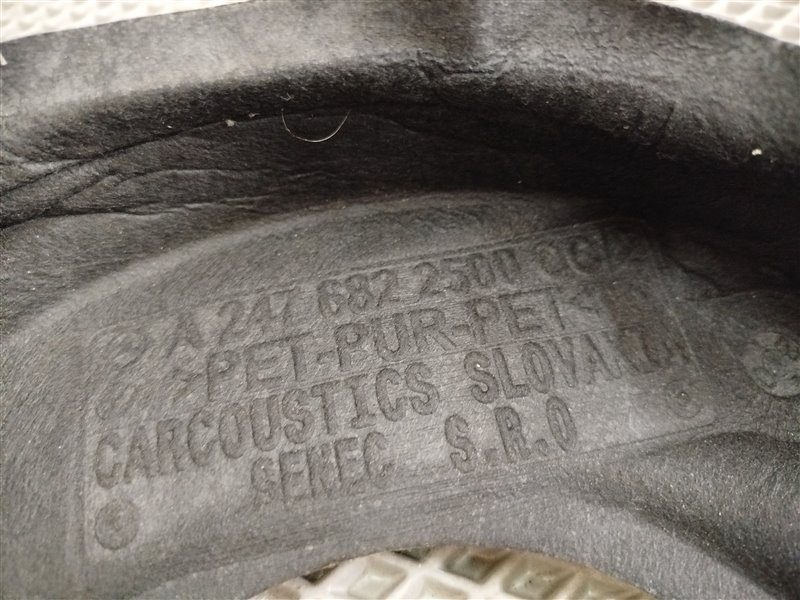 A 247 682 2500
>PET-PUR-PET<
CARCOUSTICS SLOVAKIA
SENEC S.R.O